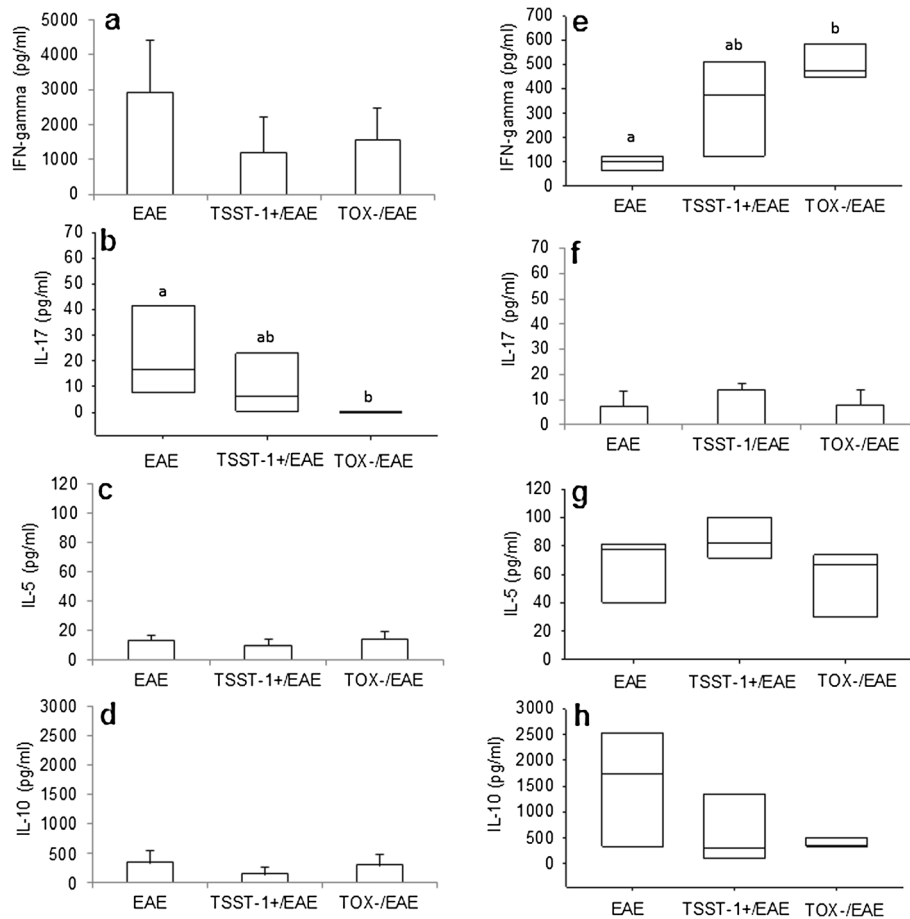 a
IFN-gamma (pg/ml)
5000
4000
3000
2000
1000
0
EAE
TSST-1+/EAE
TOX-/EAE
b
IL-17 (pg/ml)
70
60
50
40
30
20
10
0
a
ab
b
EAE
TSST-1+/EAE
TOX-/EAE
c
IL-5 (pg/ml)
120
100
80
60
40
20
0
EAE
TSST-1+/EAE
TOX-/EAE
d
IL-10 (pg/ml)
3000
2500
2000
1500
1000
500
0
EAE
TSST-1+/EAE
TOX-/EAE
e
IFN-gamma (pg/ml)
700
600
500
400
300
200
100
0
a
ab
b
EAE
TSST-1+/EAE
TOX-/EAE
f
IL-17 (pg/ml)
70
60
50
40
30
20
10
0
EAE
TSST-1/EAE
TOX-/EAE
g
IL-5 (pg/ml)
120
100
80
60
40
20
0
EAE
TSST-1+/EAE
TOX-/EAE
h
IL-10 (pg/ml)
3000
2500
2000
1500
1000
500
0
EAE
TSST-1+/EAE
TOX-/EAE